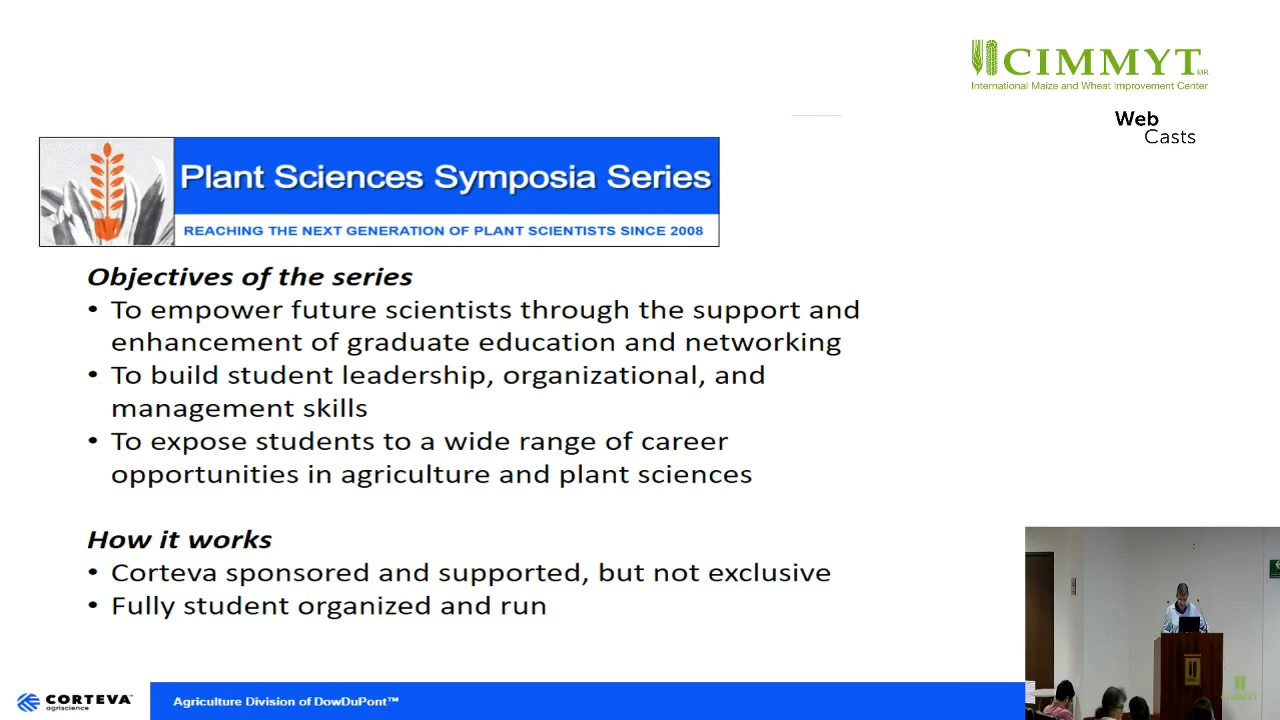 CIMMYT MR
International Maize and Wheat Improvement Center
Web
Casts
Plant Sciences Symposia Series
REACHING THE NEXT GENERATION OF PLANT SCIENTISTS SINCE 2008
Objectives of the series
• To empower future scientists through the support and
enhancement of graduate education and networking
• To build student leadership, organizational, and
management skills
• To expose students to a wide range of career
opportunities in agriculture and plant sciences
How it works
• Corteva sponsored and supported, but not exclusive
• Fully student organized and run
CORTEVA™
agriscience
Agriculture Division of DowDuPont™
CIMMYT